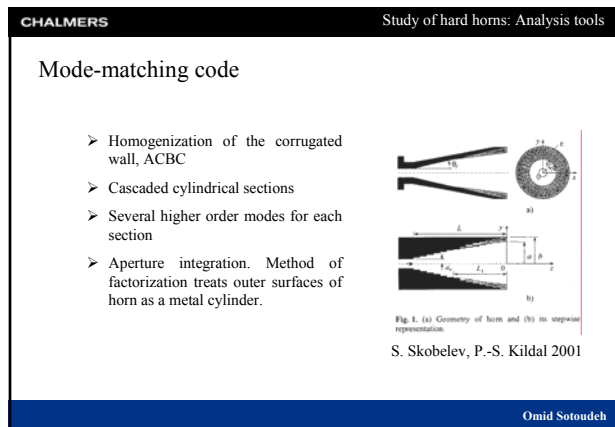 CHALMERS
Study of hard horns: Analysis tools
Mode-matching code
➢ Homogenization of the corrugated
wall, ACBC
➢ Cascaded cylindrical sections
➢ Several higher order modes for each
section
➢ Aperture integration. Method of
factorization treats outer surfaces of
horn as a metal cylinder.
a)
L
y
a
b
L₁
0
z
b)
Fig. 1. (a) Geometry of horn and (b) its stepwise
representation
S. Skobelev, P.-S. Kildal 2001
Omid Sotoudeh